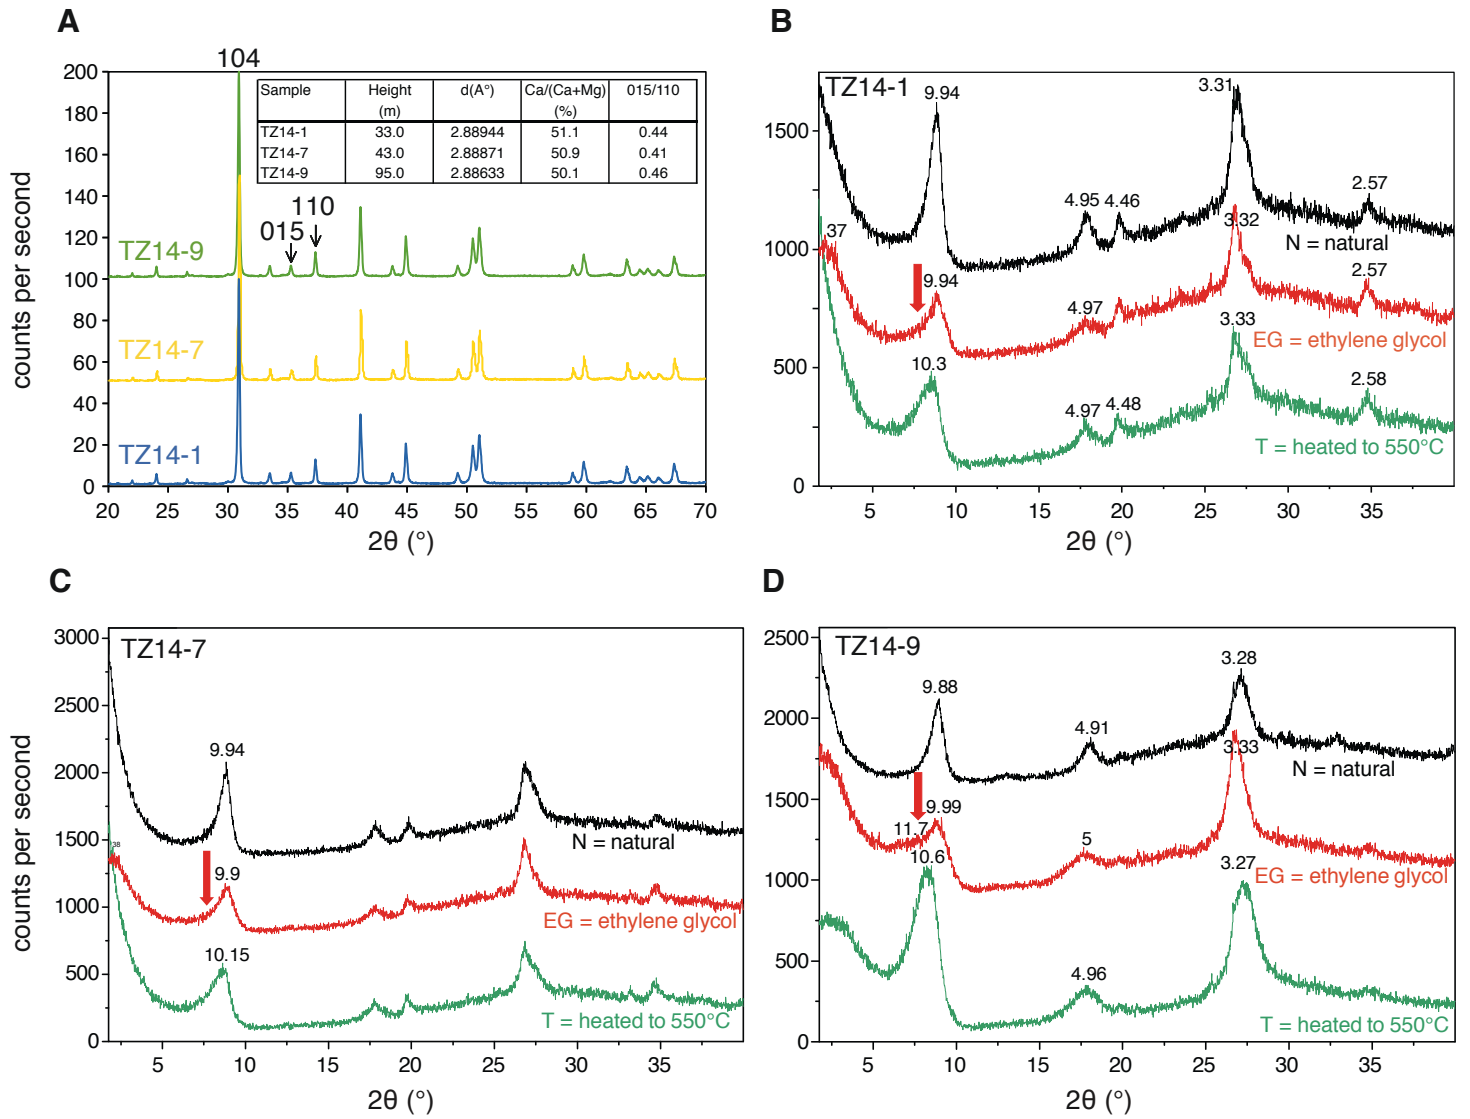 A
104
200
180
160
140
120
100
80
60
40
20
0
counts per second
Sample Height (m) d(A°) Ca/(Ca+Mg) (%) 015/110
TZ14-1 33.0 2.88944 51.1 0.44
TZ14-7 43.0 2.88871 50.9 0.41
TZ14-9 95.0 2.88633 50.1 0.46
110
015
TZ14-9
TZ14-7
TZ14-1
20 25 30 35 40 45 50 55 60 65 70
2θ (°)
B
TZ14-1
1500
1000
500
0
9.94
3.31
4.95 4.46
2.57
N = natural
37
9.94
4.97
3.32
2.57
EG = ethylene glycol
10.3
4.97 4.48
3.33
2.58
T = heated to 550°C
5 10 15 20 25 30 35
2θ (°)
C
TZ14-7
3000
2500
2000
1500
1000
500
0
counts per second
9.94
N = natural
38
9.9
EG = ethylene glycol
10.15
T = heated to 550°C
5 10 15 20 25 30 35
2θ (°)
D
TZ14-9
2500
2000
1500
1000
500
0
9.88
4.91
3.28
N = natural
11.7
9.99
5
3.33
EG = ethylene glycol
10.6
4.96
3.27
T = heated to 550°C
5 10 15 20 25 30 35
2θ (°)